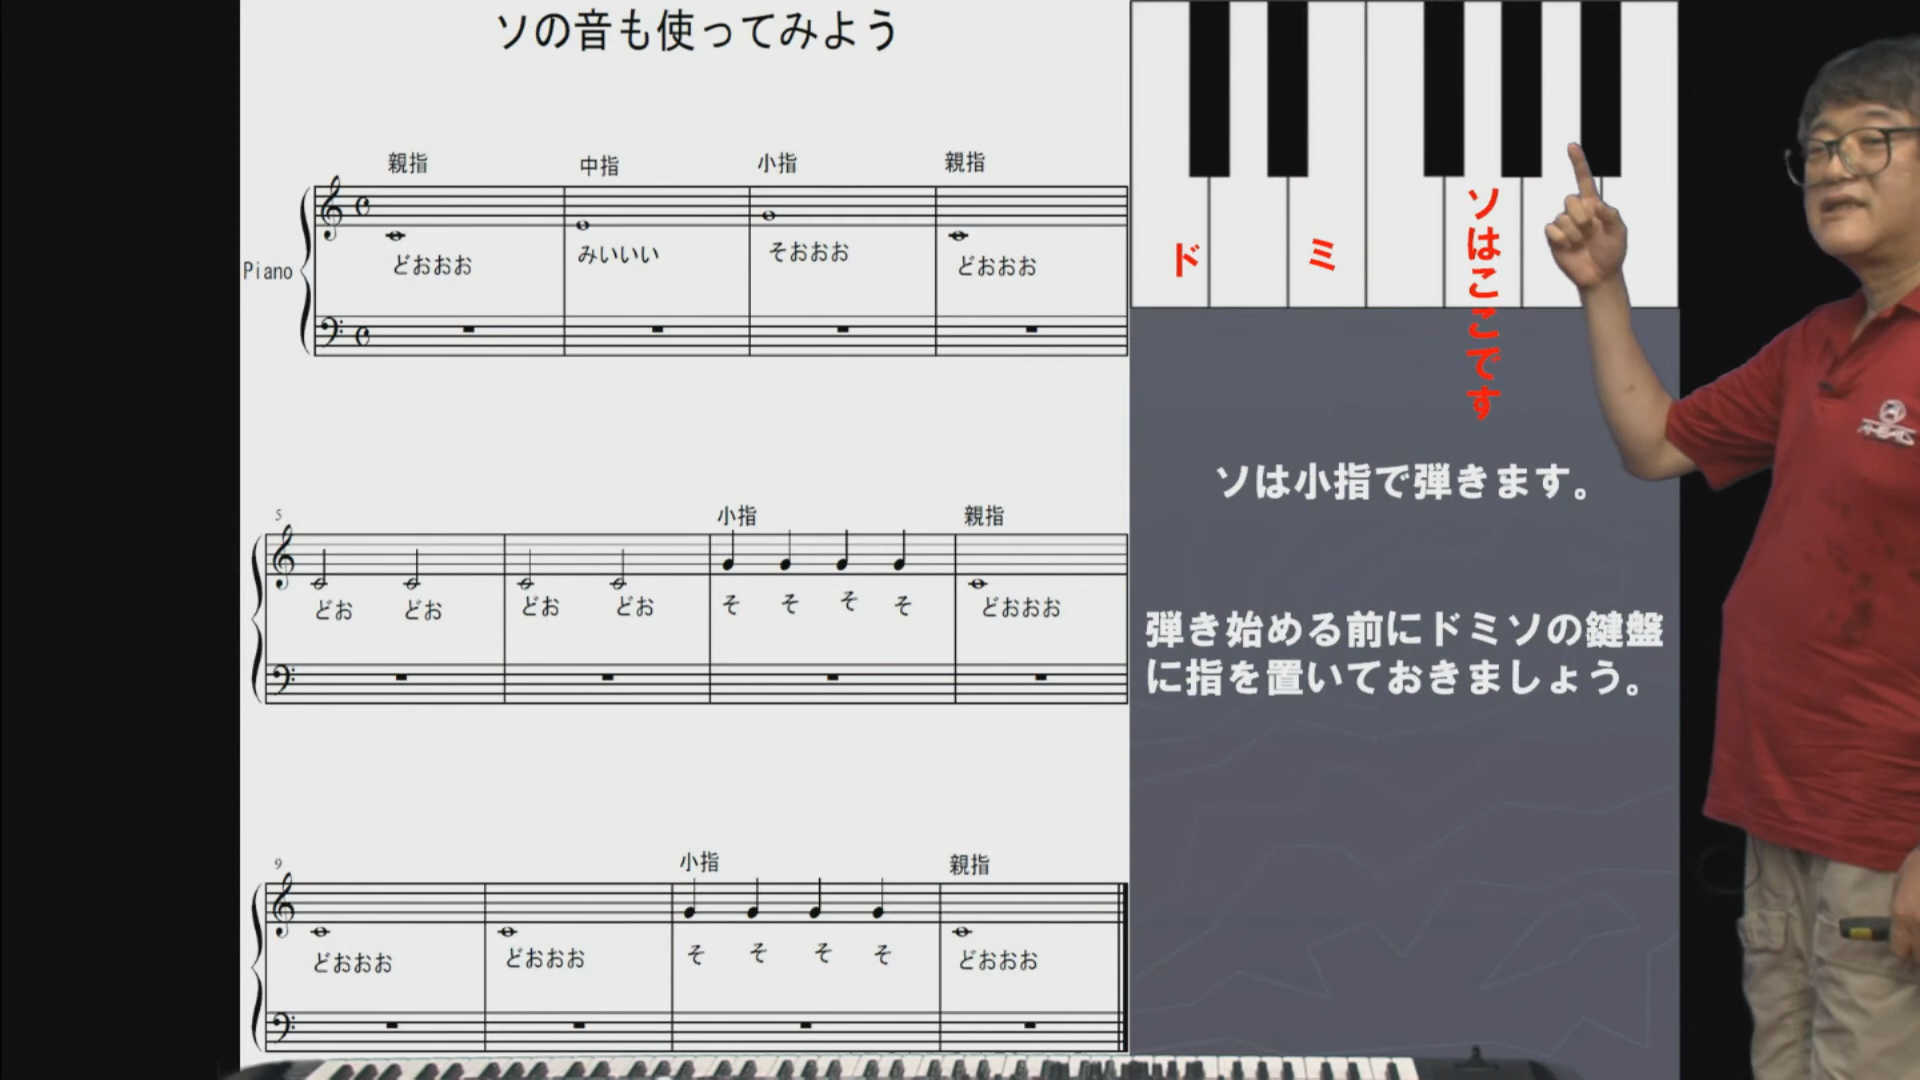 ソの音も使ってみよう
親指 中指 小指 親指
Piano
どおおお みいいい そおおお どおおお
5
小指 親指
どお どお どお どお そ そ そ そ どおおお
9
小指 親指
どおおお どおおお そ そ そ そ どおおお
ド
ミ
ソはここです
ソは小指で弾きます。
弾き始める前にドミソの鍵盤
に指を置いておきましょう。